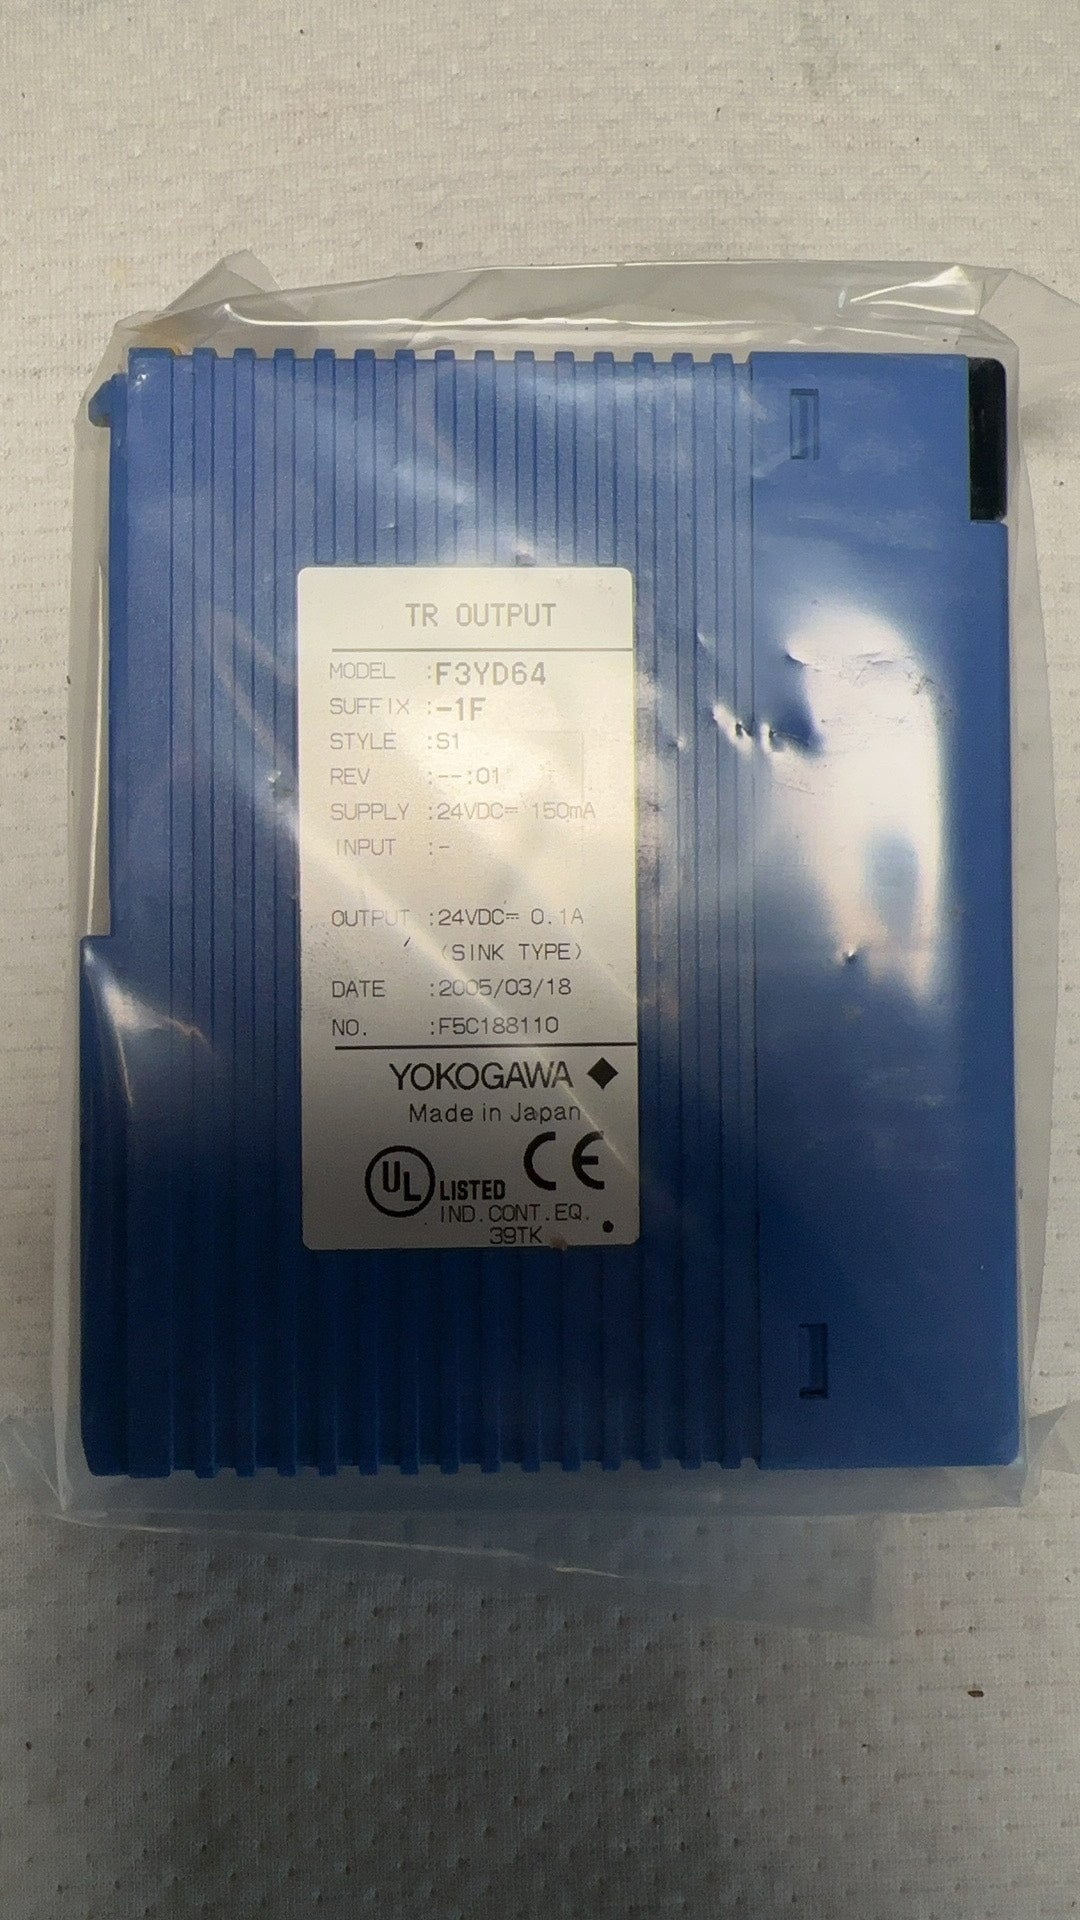 TR OUTPUT
MODEL :F3YD64
SUFFIX :-1F
STYLE :S1
REV :--:01
SUPPLY :24VDC⎓ 150mA
INPUT :-
OUTPUT :24VDC⎓ 0.1A
(SINK TYPE)
DATE :2005/03/18
NO. :F5C188110
YOKOGAWA ◆
Made in Japan
UL LISTED CE
IND.CONT.EQ.
39TK